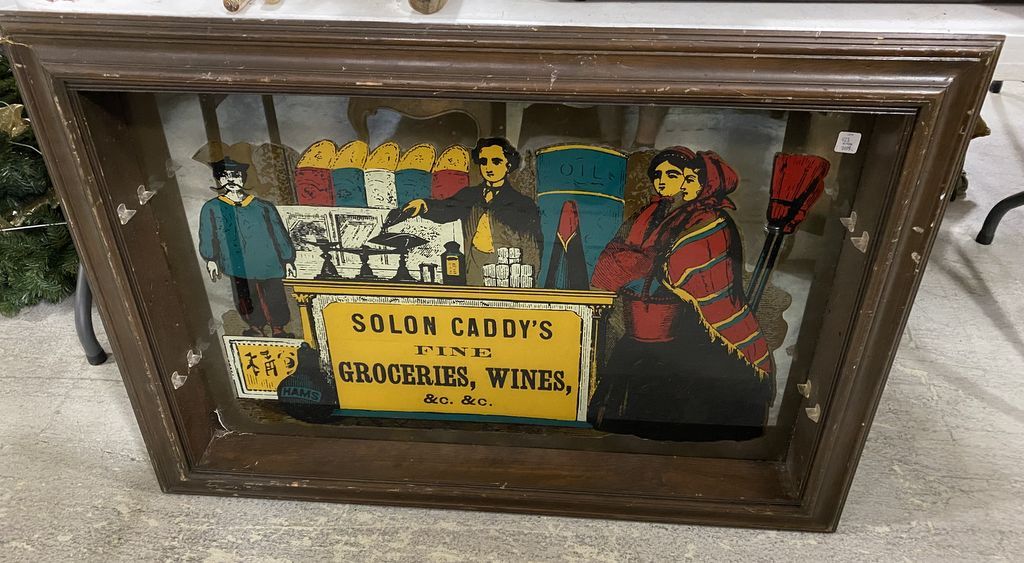 OIL
SOLON CADDY'S
FINE
GROCERIES, WINES,
&c. &c.
HAMS